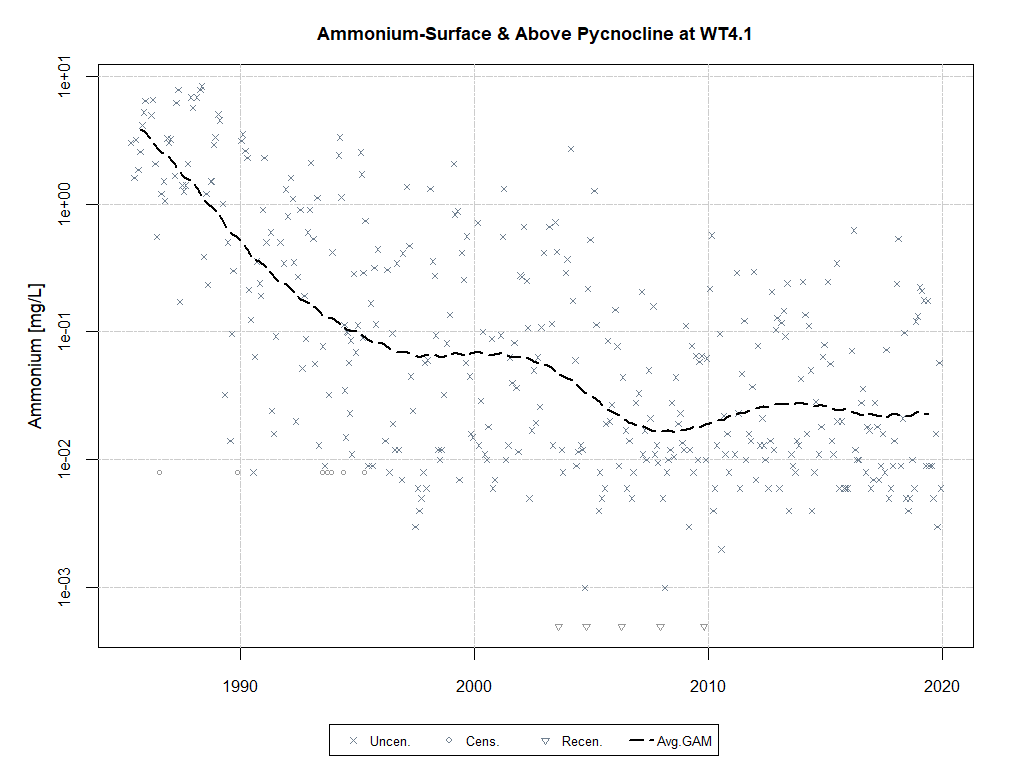 Ammonium-Surface & Above Pycnocline at WT4.1
Ammonium [mg/L]
1e+01
1e+00
1e-01
1e-02
1e-03
1990 2000 2010 2020
Uncen. Cens. Recen. Avg.GAM